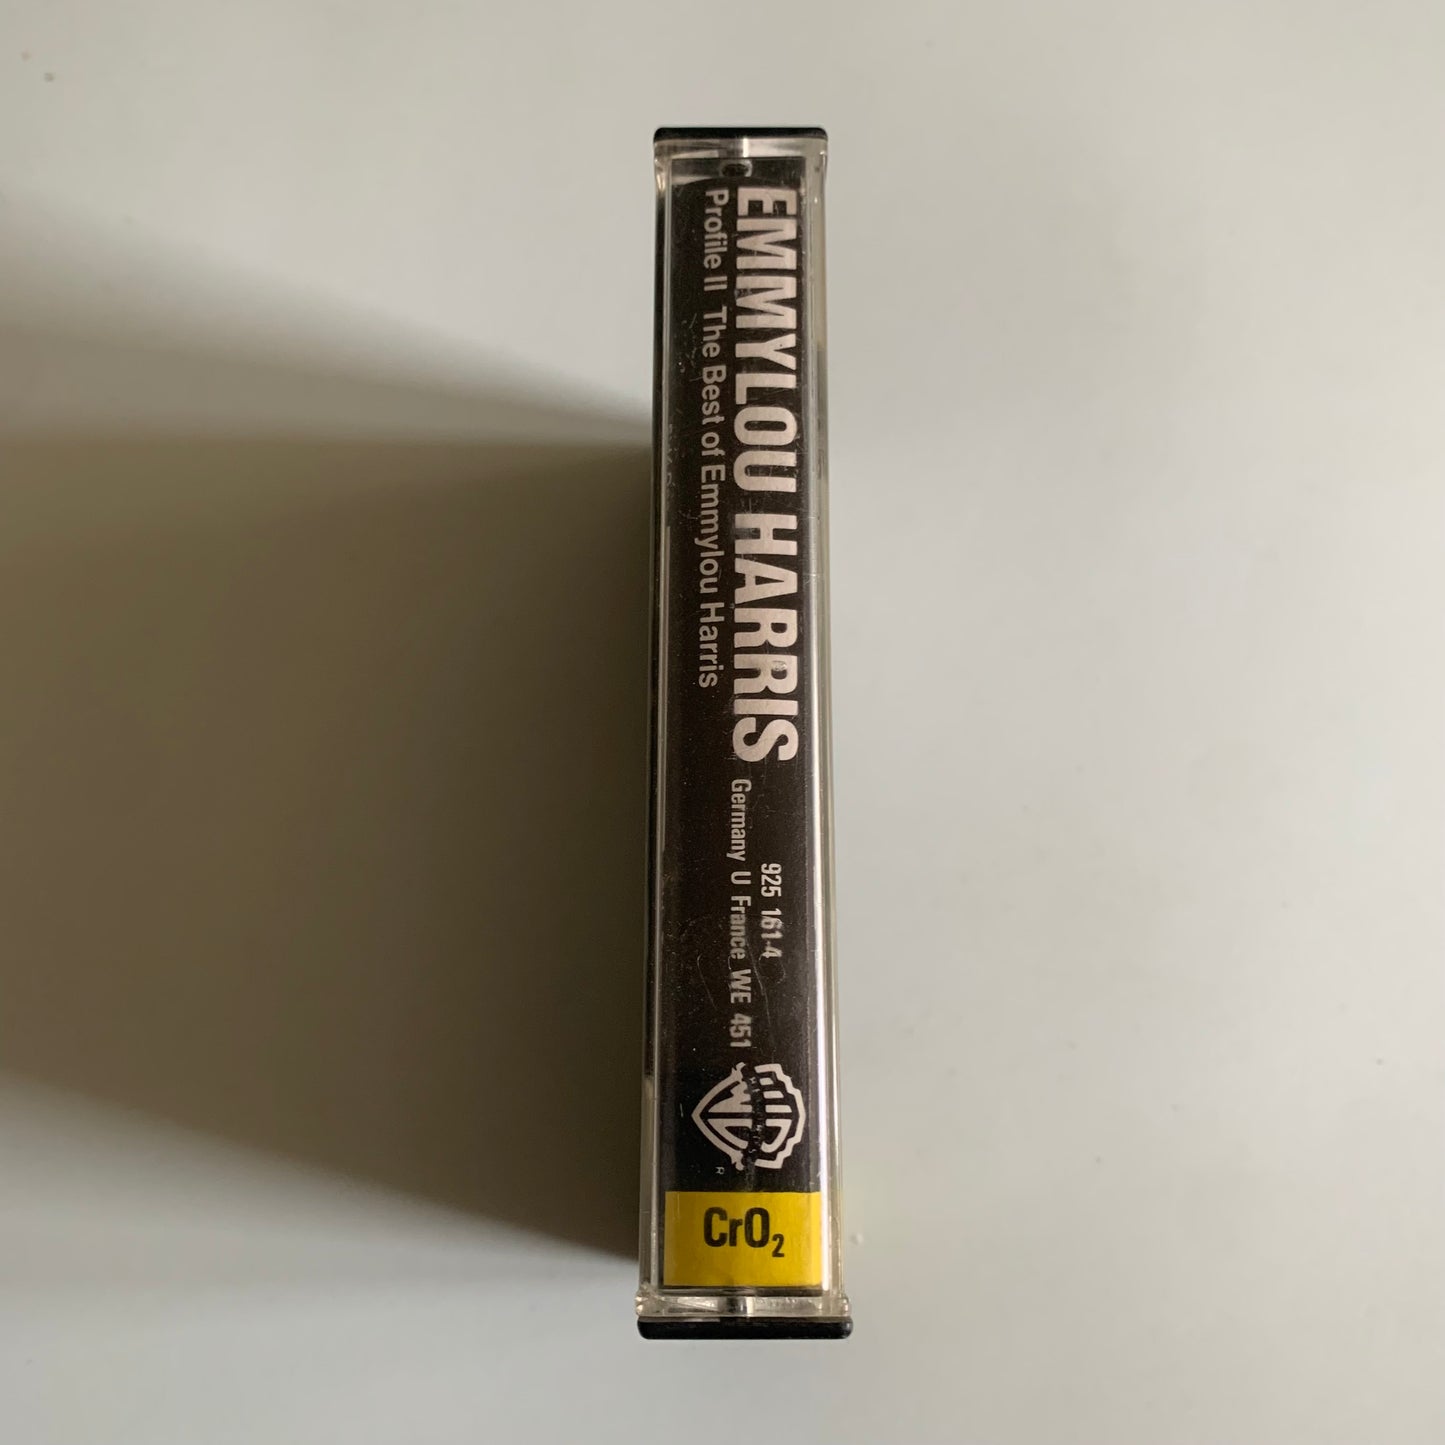 EMMYLOU HARRIS
Profile II The Best of Emmylou Harris
925 161-4
Germany U France WE 451
R
CrO₂